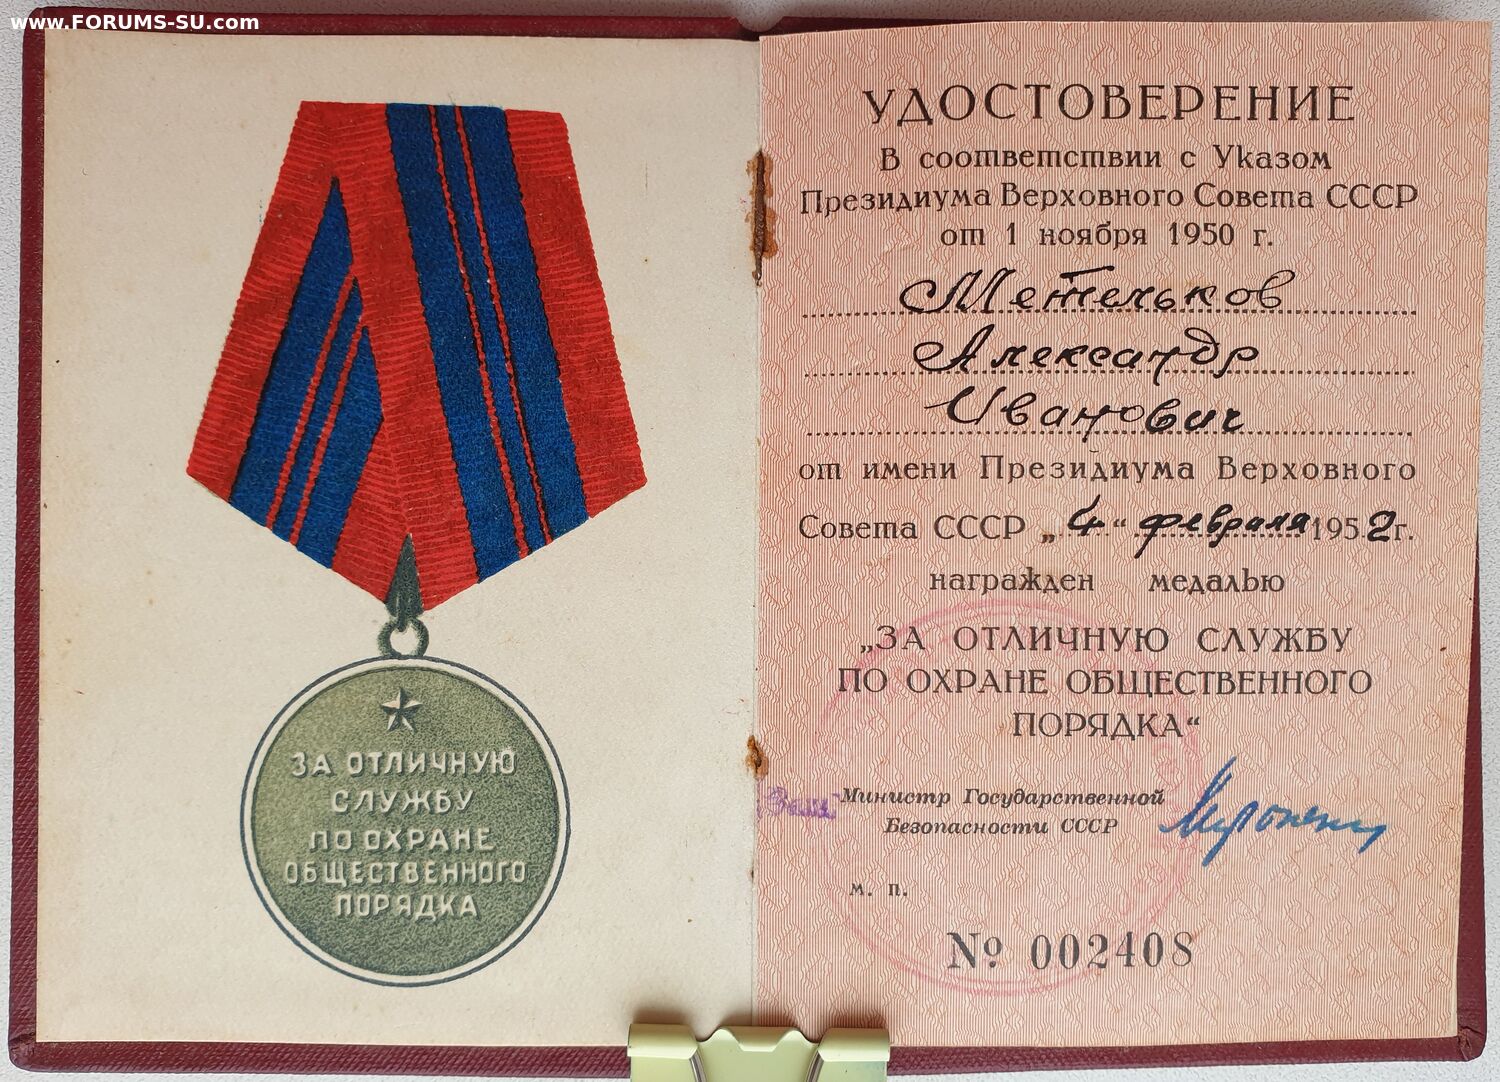 www.FORUMS-SU.com
ЗА ОТЛИЧНУЮ
СЛУЖБУ
ПО ОХРАНЕ
ОБЩЕСТВЕННОГО
ПОРЯДКА
УДОСТОВЕРЕНИЕ
В соответствии с Указом
Президиума Верховного Совета СССР
от 1 ноября 1950 г.
Метельков
Александр
Иванович
от имени Президиума Верховного
Совета СССР „4“ февраля 1952 г.
награжден медалью
„ЗА ОТЛИЧНУЮ СЛУЖБУ
ПО ОХРАНЕ ОБЩЕСТВЕННОГО
ПОРЯДКА“
Зам. Министр Государственной
Безопасности СССР
м. п.
№ 002408